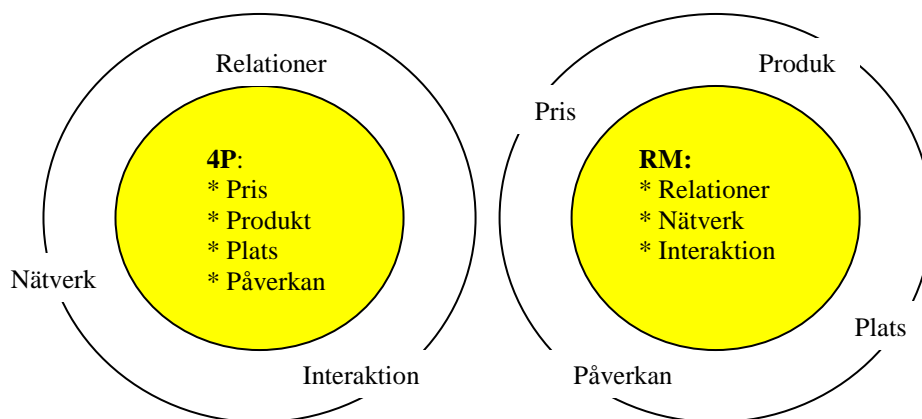 Relationer
4P:
* Pris
* Produkt
* Plats
* Påverkan
Nätverk
Interaktion
Produk
Pris
RM:
* Relationer
* Nätverk
* Interaktion
Plats
Påverkan